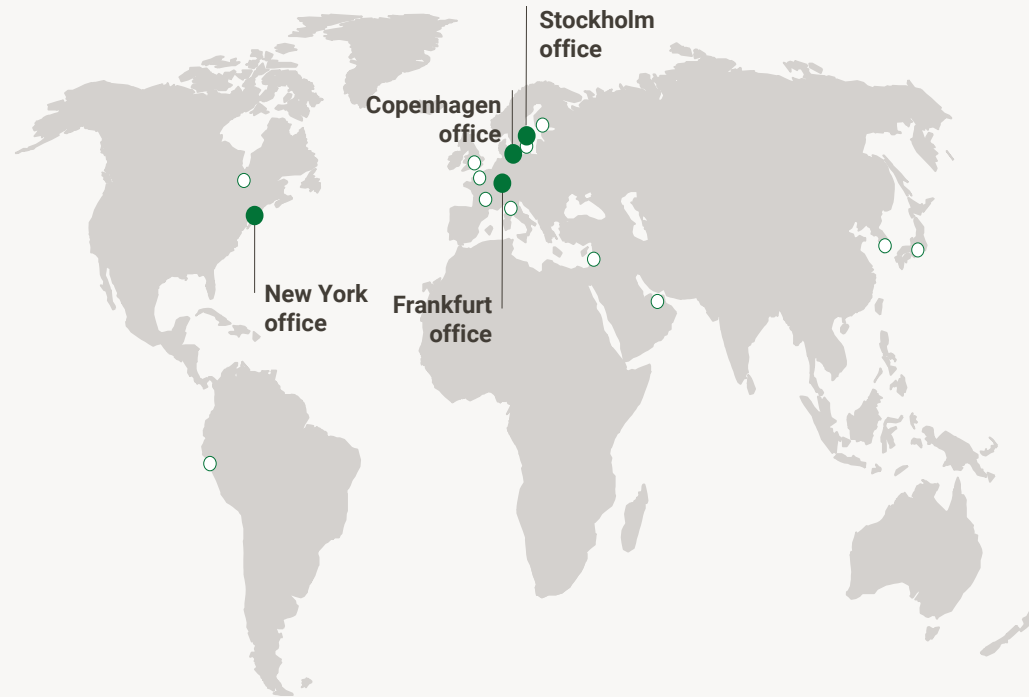 Stockholm
office
Copenhagen
office
New York
office
Frankfurt
office